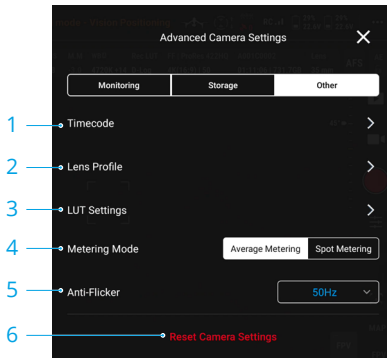 Advanced Camera Settings
Monitoring Storage Other
1 Timecode
2 Lens Profile
3 LUT Settings
4 Metering Mode Average Metering Spot Metering
5 Anti-Flicker 50Hz
6 Reset Camera Settings